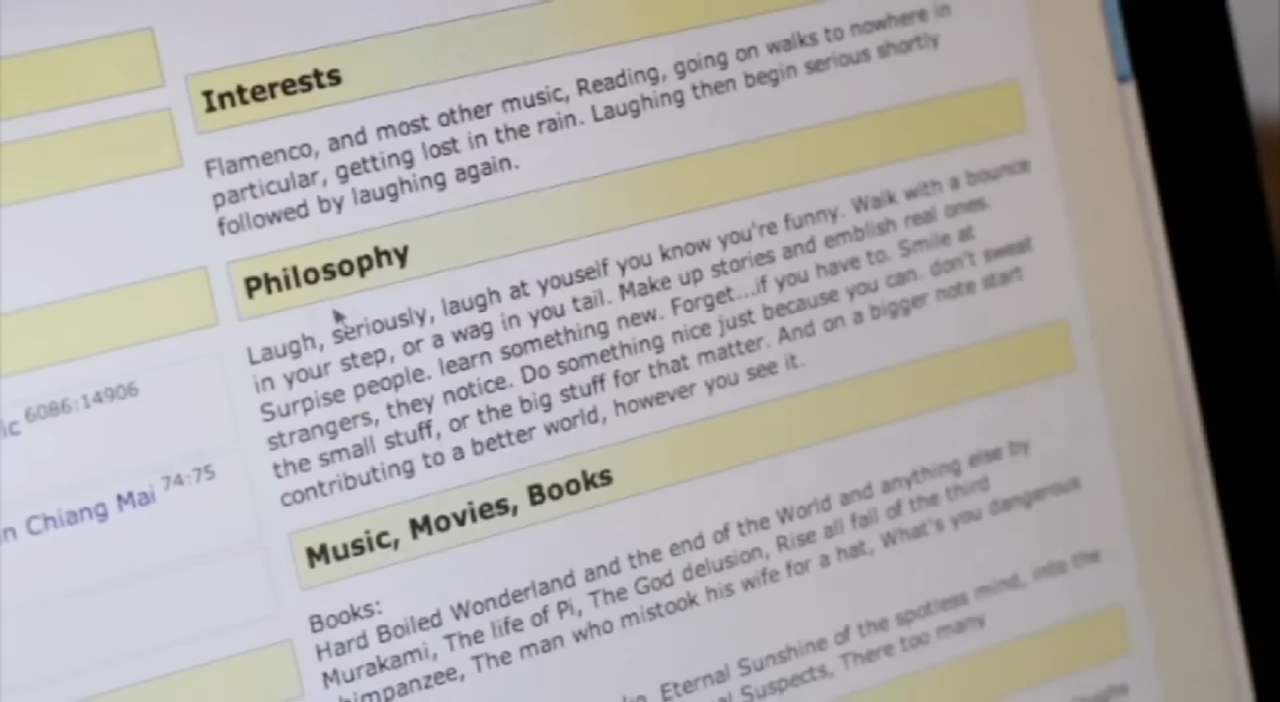 Interests
Flamenco, and most other music, Reading, going on walks to nowhere in
particular, getting lost in the rain. Laughing then begin serious shortly
followed by laughing again.
Philosophy
Laugh, seriously, laugh at youself you know you're funny. Walk with a bounce
in your step, or a wag in you tail. Make up stories and emblish real ones.
Surprise people. learn something new. Forget...if you have to. Smile at
strangers, they notice. Do something nice just because you can. don't sweat
the small stuff, or the big stuff for that matter. And on a bigger note start
contributing to a better world, however you see it.
ic 6086:14906
n Chiang Mai 74:75
Music, Movies, Books
Books:
Hard Boiled Wonderland and the end of the World and anything else by
Murakami, The life of Pi, The God delusion, Rise all fall of the third
himpanzee, The man who mistook his wife for a hat, What's you dangerous
Eternal Sunshine of the spotless mind, into the
Suspects, There too many